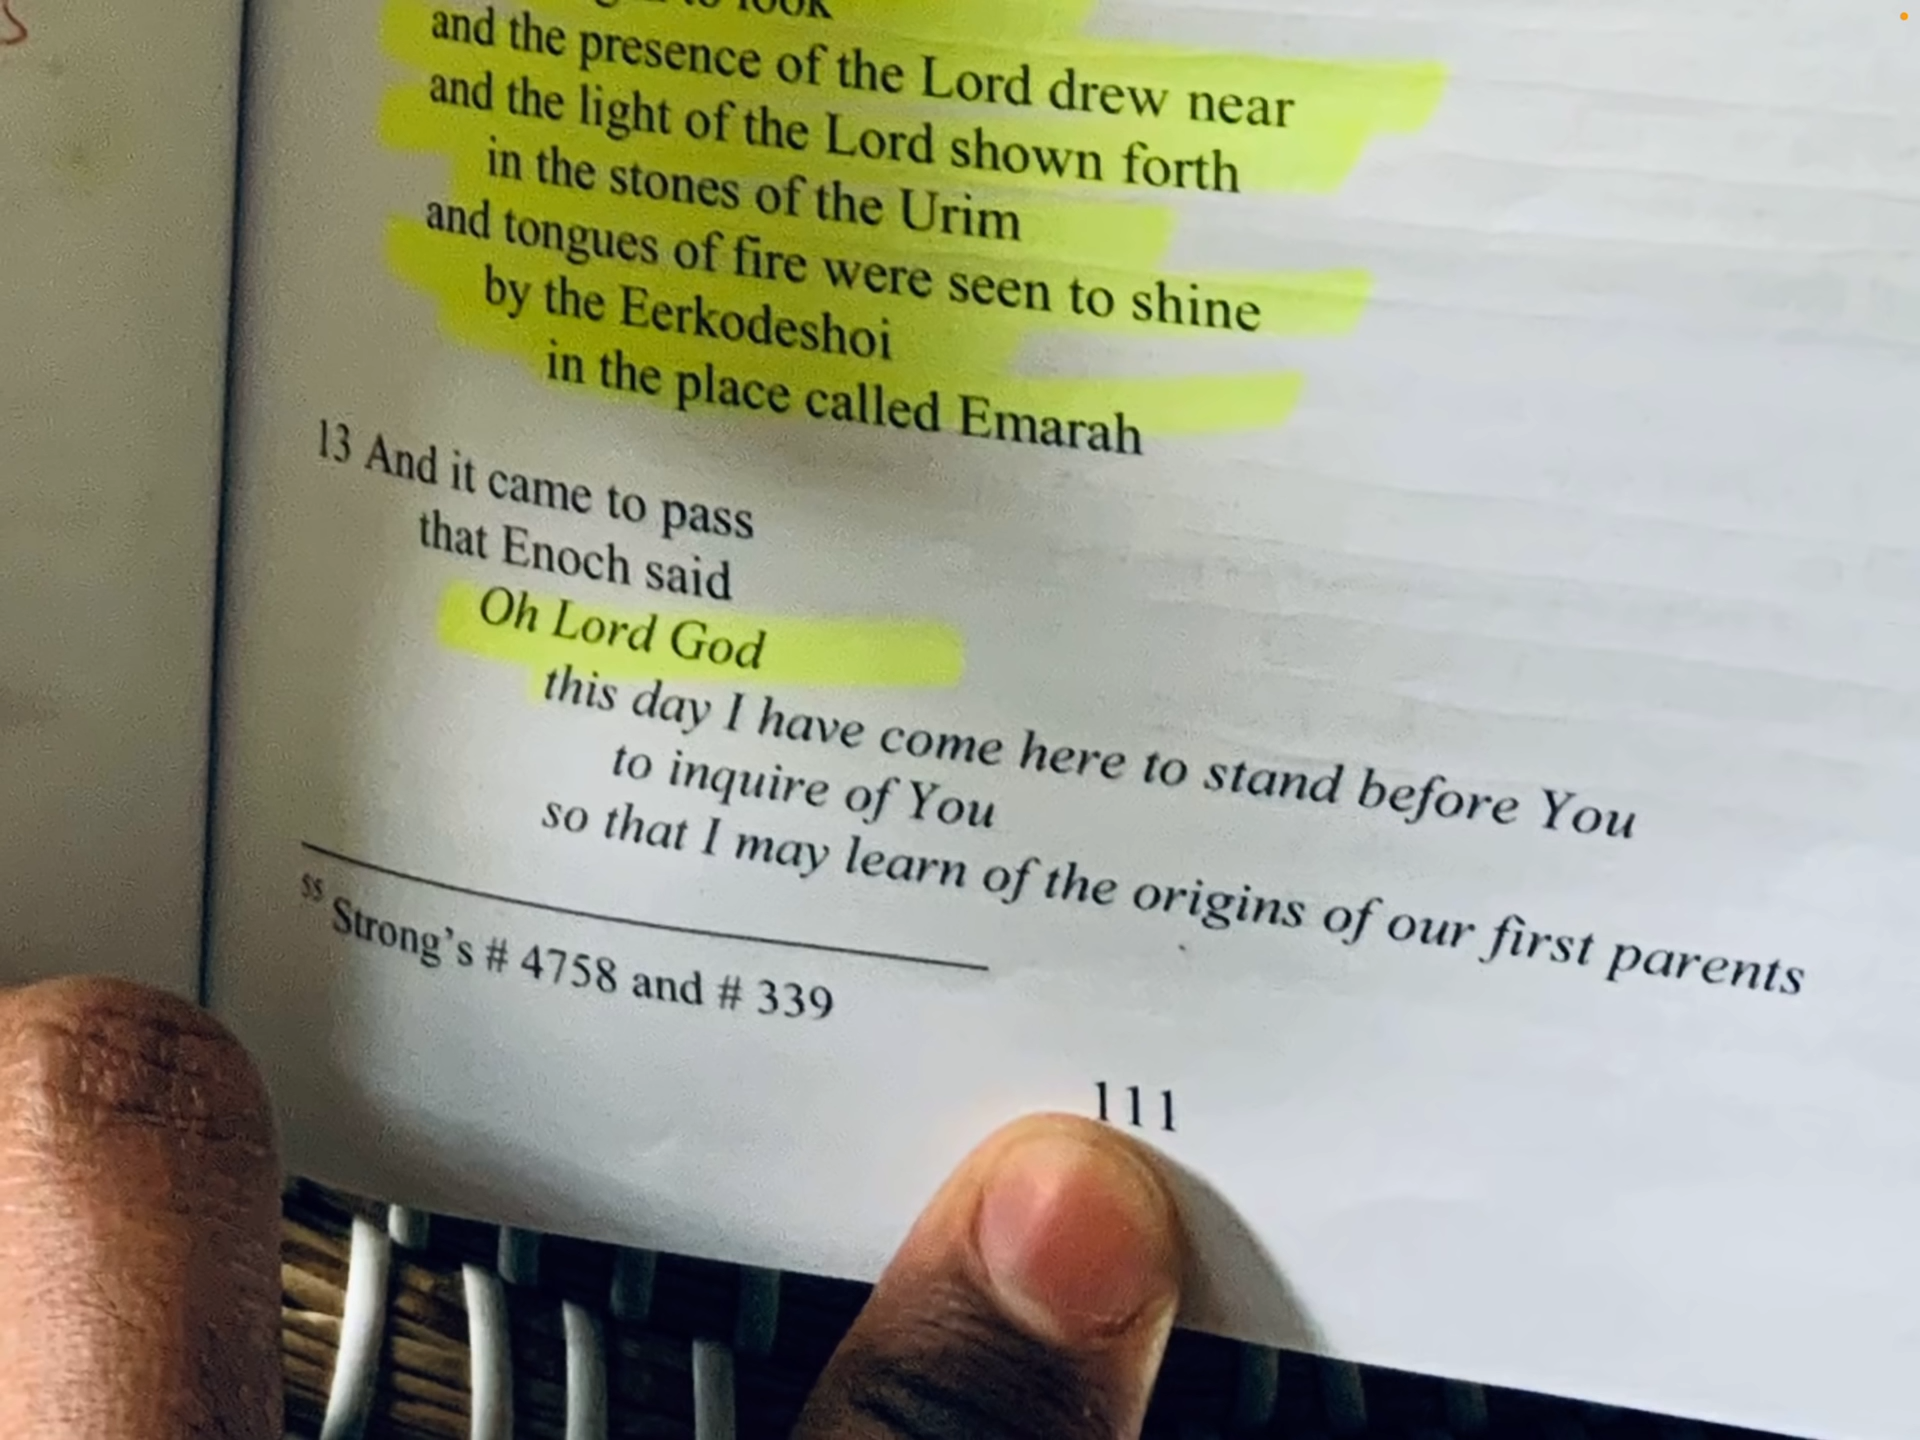 to look
and the presence of the Lord drew near
and the light of the Lord shown forth
in the stones of the Urim
and tongues of fire were seen to shine
by the Eerkodeshoi
in the place called Emarah
13 And it came to pass
that Enoch said
Oh Lord God
this day I have come here to stand before You
to inquire of You
so that I may learn of the origins of our first parents
55 Strong's # 4758 and # 339
111